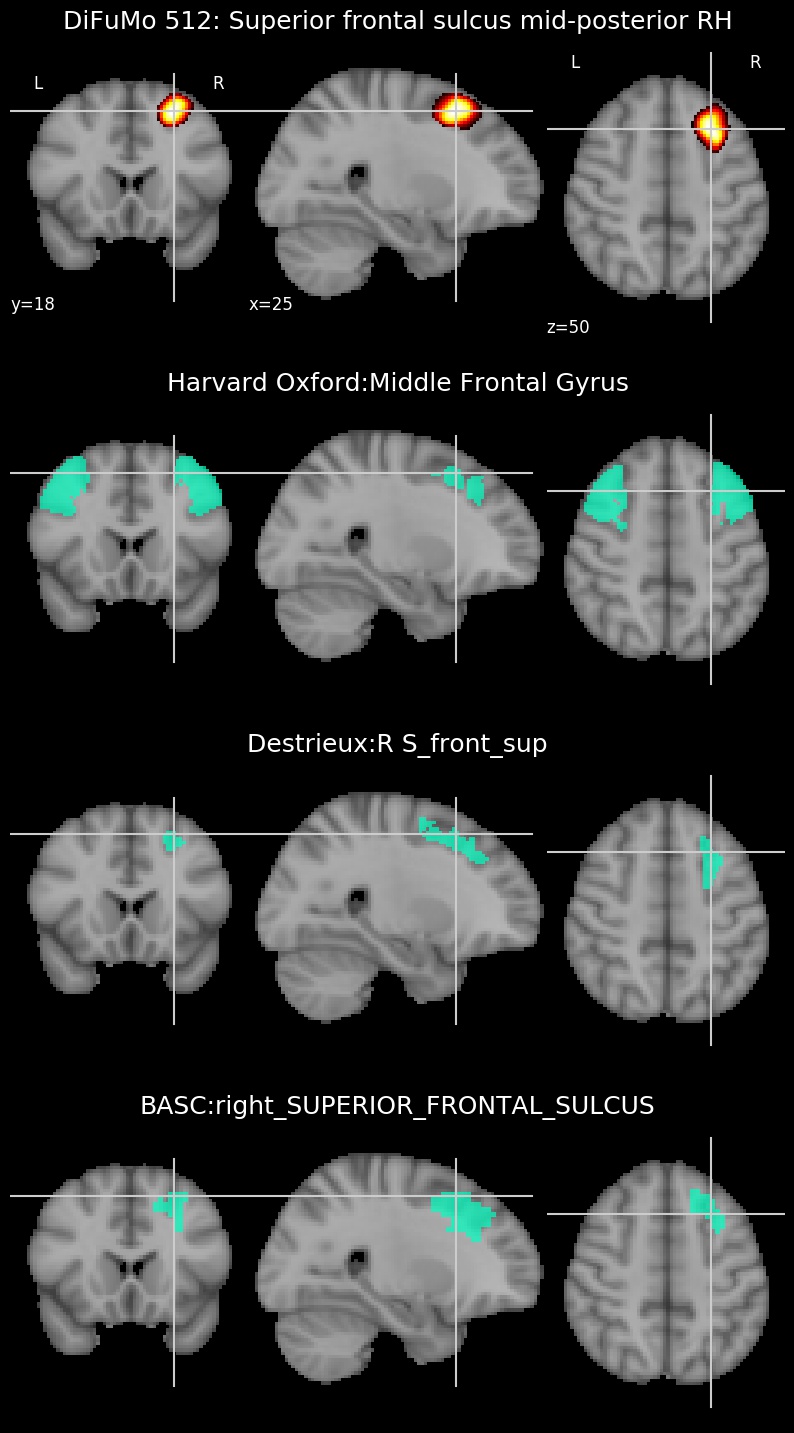 DiFuMo 512: Superior frontal sulcus mid-posterior RH
L R L R
y=18 x=25 z=50
Harvard Oxford:Middle Frontal Gyrus
Destrieux:R S_front_sup
BASC:right_SUPERIOR_FRONTAL_SULCUS